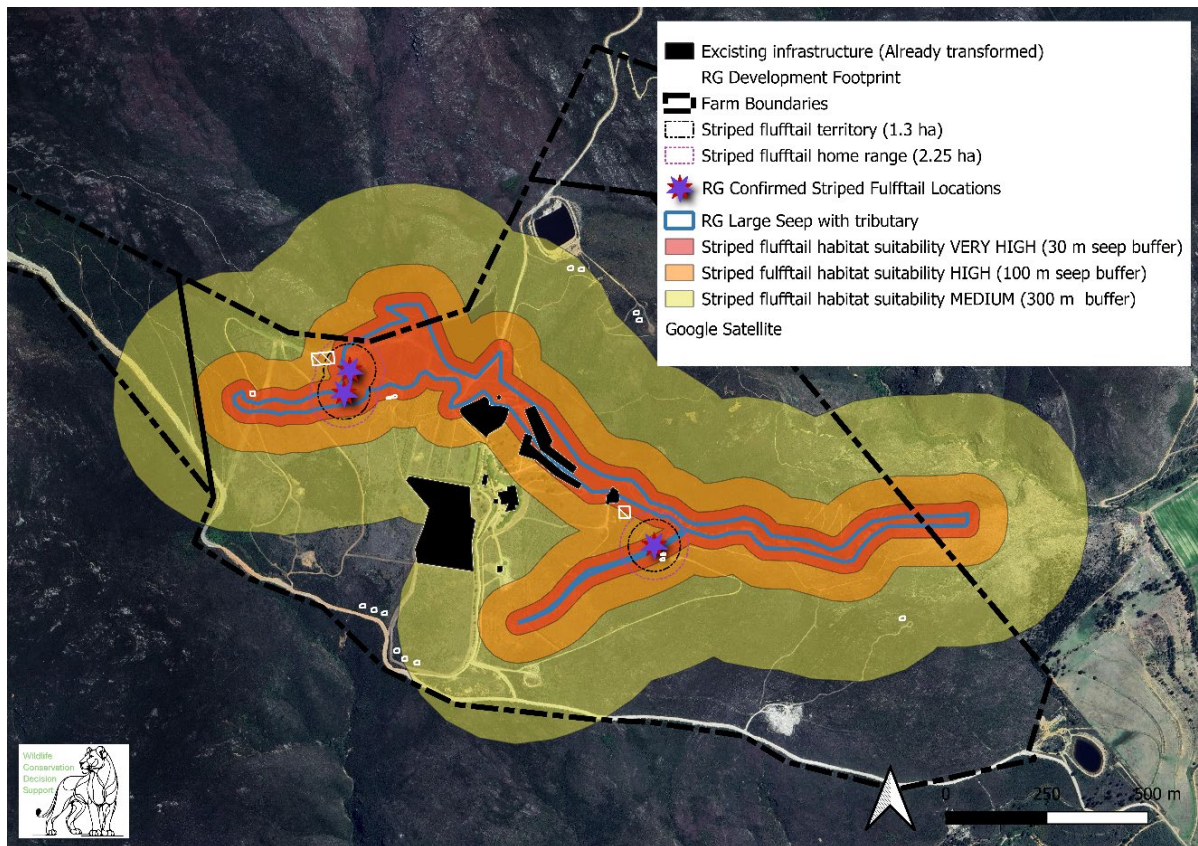 Excisting infrastructure (Already transformed)
RG Development Footprint
Farm Boundaries
Striped flufftail territory (1.3 ha)
Striped flufftail home range (2.25 ha)
RG Confirmed Striped Fulfftail Locations
RG Large Seep with tributary
Striped flufftail habitat suitability VERY HIGH (30 m seep buffer)
Striped fulfftail habitat suitability HIGH (100 m seep buffer)
Striped flufftail habitat suitability MEDIUM (300 m  buffer)
Google Satellite
Wildlife
Conservation
Decision
Support
0 250 500 m